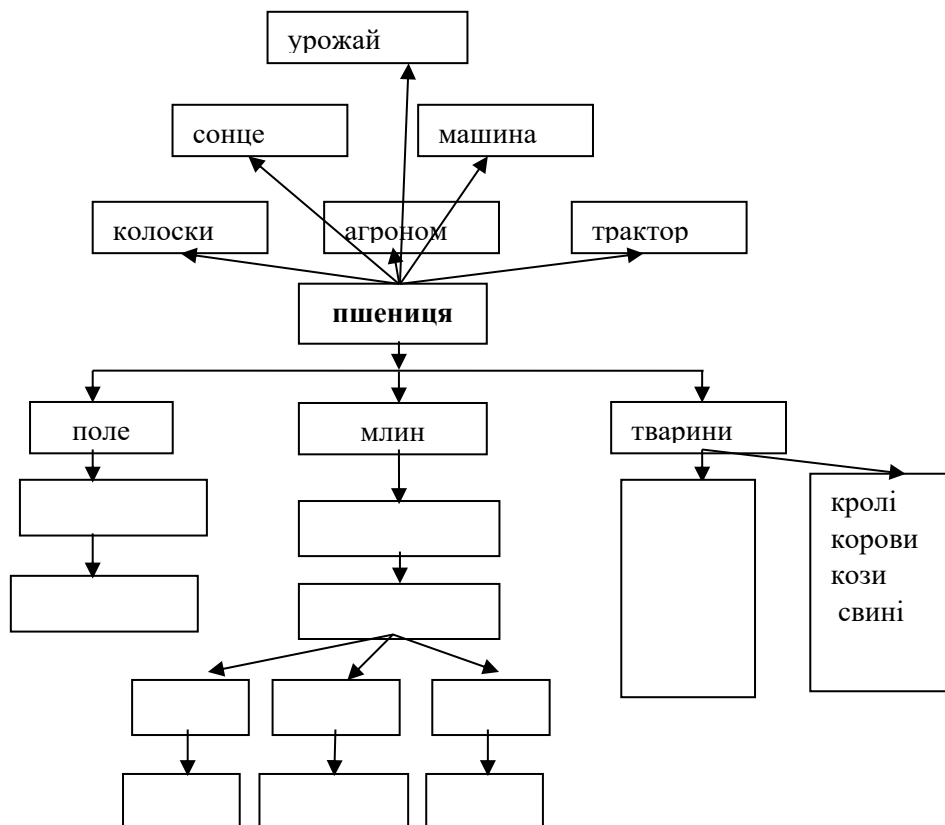 урожай
сонце
машина
колоски
агроном
трактор
пшениця
поле
млин
тварини
кролі
корови
кози
свині